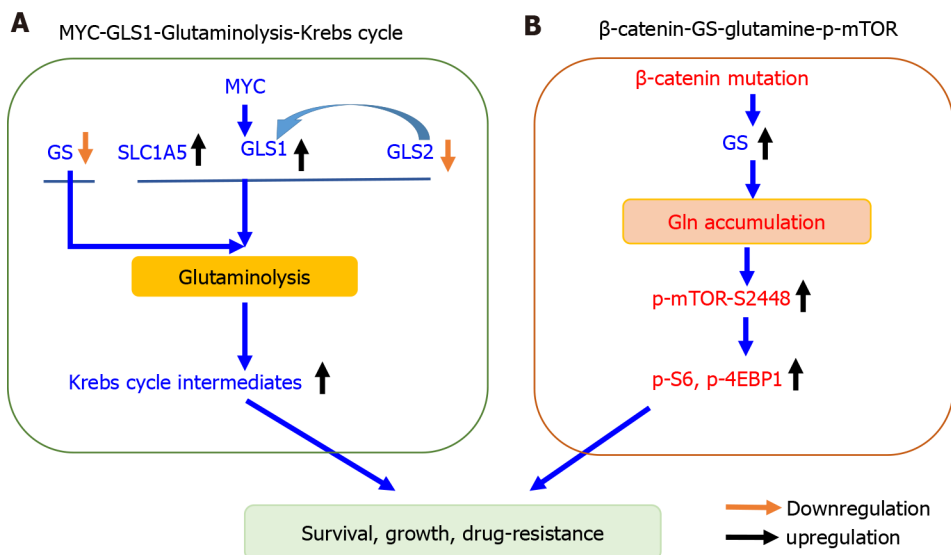 A
MYC-GLS1-Glutaminolysis-Krebs cycle
MYC
GS
SLC1A5
GLS1
GLS2
Glutaminolysis
Krebs cycle intermediates
B
β-catenin-GS-glutamine-p-mTOR
β-catenin mutation
GS
Gln accumulation
p-mTOR-S2448
p-S6, p-4EBP1
Survival, growth, drug-resistance
Downregulation
upregulation